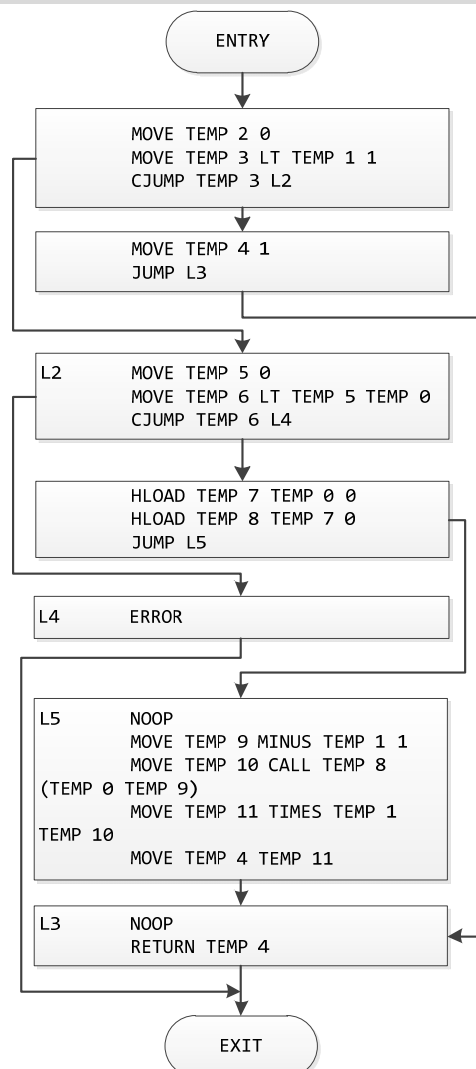 ENTRY
MOVE TEMP 2 0
MOVE TEMP 3 LT TEMP 1 1
CJUMP TEMP 3 L2
MOVE TEMP 4 1
JUMP L3
L2 MOVE TEMP 5 0
MOVE TEMP 6 LT TEMP 5 TEMP 0
CJUMP TEMP 6 L4
HLOAD TEMP 7 TEMP 0 0
HLOAD TEMP 8 TEMP 7 0
JUMP L5
L4 ERROR
L5 NOOP
MOVE TEMP 9 MINUS TEMP 1 1
MOVE TEMP 10 CALL TEMP 8
(TEMP 0 TEMP 9)
MOVE TEMP 11 TIMES TEMP 1
TEMP 10
MOVE TEMP 4 TEMP 11
L3 NOOP
RETURN TEMP 4
EXIT